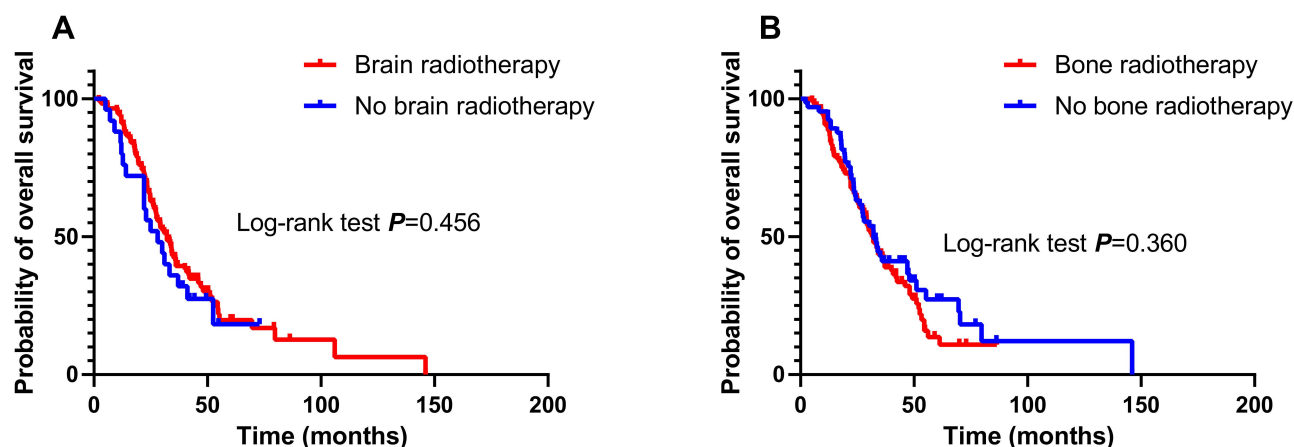 A
Brain radiotherapy
No brain radiotherapy
Probability of overall survival
100
50
0
Log-rank test P=0.456
0 50 100 150 200
Time (months)
B
Bone radiotherapy
No bone radiotherapy
Probability of overall survival
100
50
0
Log-rank test P=0.360
0 50 100 150 200
Time (months)